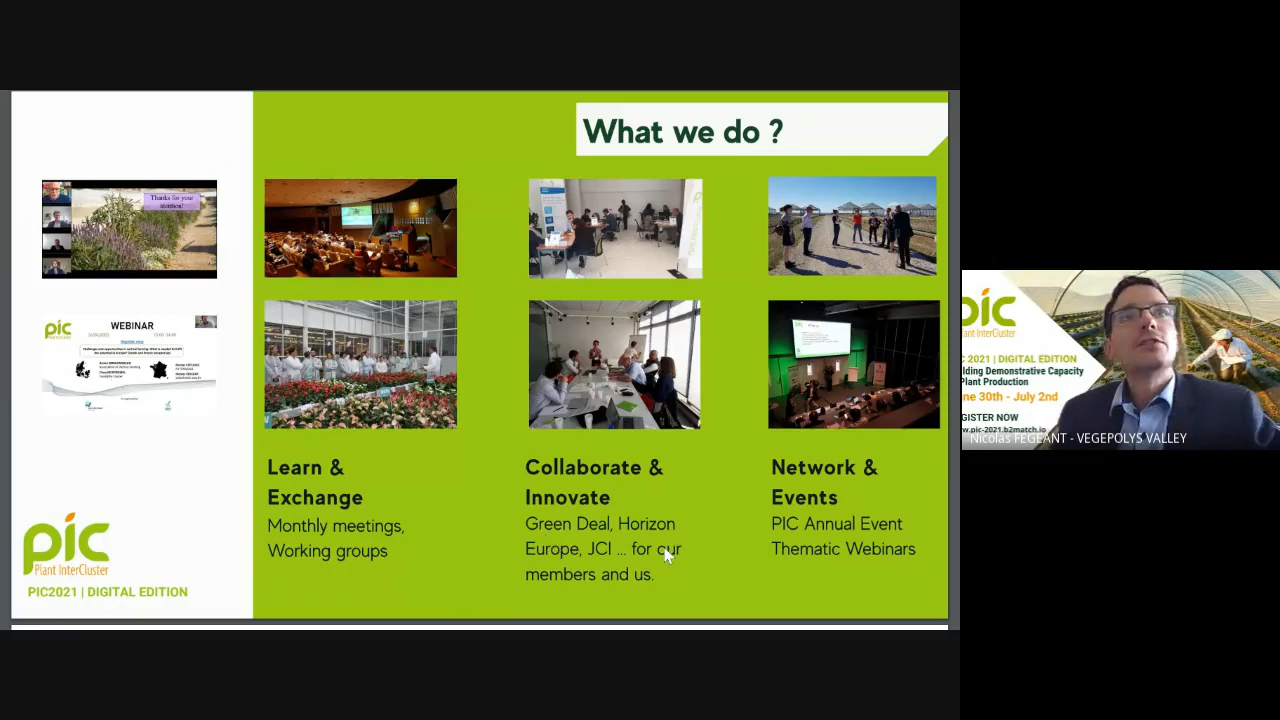 What we do ?
Thanks for your
attention!
pic
WEBINAR
Learn &
Exchange
Monthly meetings,
Working groups
Collaborate &
Innovate
Green Deal, Horizon
Europe, JCI ... for our
members and us.
Network &
Events
PIC Annual Event
Thematic Webinars
pic
Plant InterCluster
PIC2021 | DIGITAL EDITION
pic
ant InterCluster
C 2021 | DIGITAL EDITION
lding Demonstrative Capacity
Plant Production
ne 30th - July 2nd
GISTER NOW
w.pic-2021.b2match.io
Nicolas FEGEANT - VEGEPOLYS VALLEY